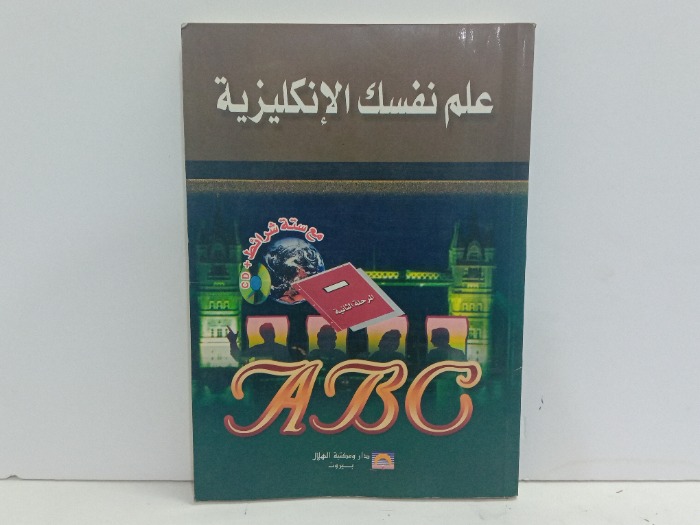 علم نفسك الإنكليزية
مع ستة شرائط + CD
المرحلة الثانية
ABC
دار ومكتبة الهلال
بيروت